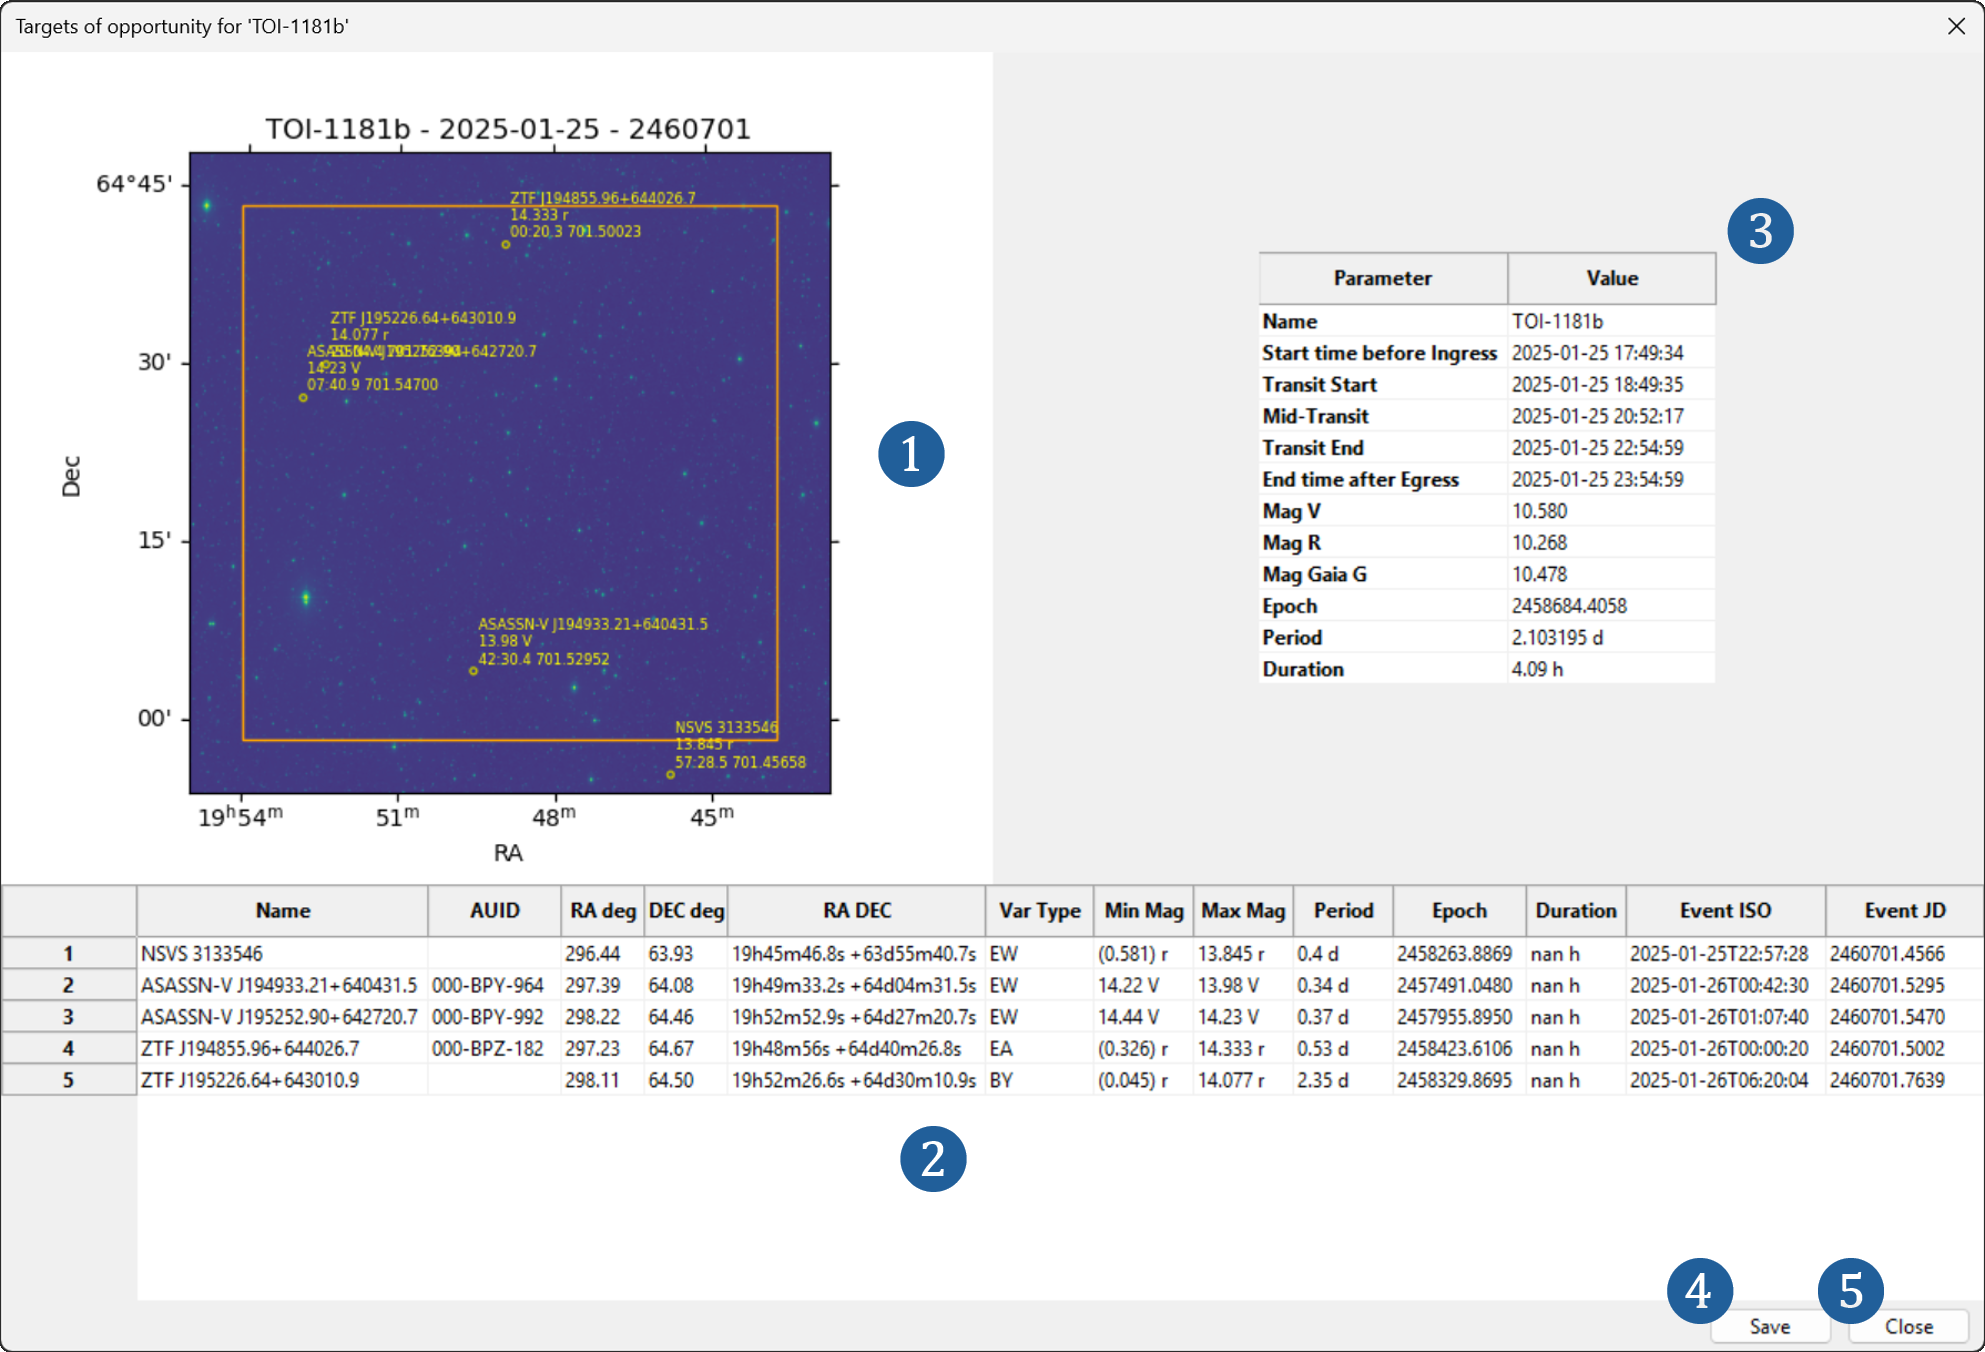 Targets of opportunity for 'TOI-1181b'
TOI-1181b - 2025-01-25 - 2460701
64°45'
30'
15'
00'
Dec
ZTF J194855.96+644026.7
14.333 r
00:20.3 701.50023
ZTF J195226.64+643010.9
14.077 r
14.23 V
07:40.9 701.54700
ASASSN-V J194933.21+640431.5
13.98 V
42:30.4 701.52952
NSVS 3133546
13.845 r
57:28.5 701.45658
19h54m 51m 48m 45m
RA
1
3
Parameter Value
Name TOI-1181b
Start time before Ingress 2025-01-25 17:49:34
Transit Start 2025-01-25 18:49:35
Mid-Transit 2025-01-25 20:52:17
Transit End 2025-01-25 22:54:59
End time after Egress 2025-01-25 23:54:59
Mag V 10.580
Mag R 10.268
Mag Gaia G 10.478
Epoch 2458684.4058
Period 2.103195 d
Duration 4.09 h
Name AUID RA deg DEC deg RA DEC Var Type Min Mag Max Mag Period Epoch Duration Event ISO Event JD
1 NSVS 3133546 296.44 63.93 19h45m46.8s +63d55m40.7s EW (0.581) r 13.845 r 0.4 d 2458263.8869 nan h 2025-01-25T22:57:28 2460701.4566
2 ASASSN-V J194933.21+640431.5 000-BPY-964 297.39 64.08 19h49m33.2s +64d04m31.5s EW 14.22 V 13.98 V 0.34 d 2457491.0480 nan h 2025-01-26T00:42:30 2460701.5295
3 ASASSN-V J195252.90+642720.7 000-BPY-992 298.22 64.46 19h52m52.9s +64d27m20.7s EW 14.44 V 14.23 V 0.37 d 2457955.8950 nan h 2025-01-26T01:07:40 2460701.5470
4 ZTF J194855.96+644026.7 000-BPZ-182 297.23 64.67 19h48m56s +64d40m26.8s EA (0.326) r 14.333 r 0.53 d 2458423.6106 nan h 2025-01-26T00:00:20 2460701.5002
5 ZTF J195226.64+643010.9 298.11 64.50 19h52m26.6s +64d30m10.9s BY (0.045) r 14.077 r 2.35 d 2458329.8695 nan h 2025-01-26T06:20:04 2460701.7639
2
4
5
Save
Close